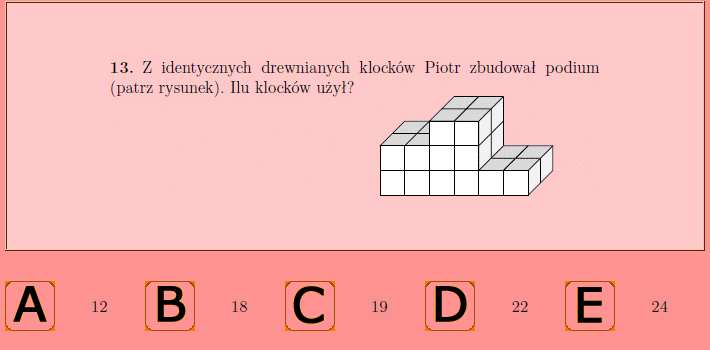 13. Z identycznych drewnianych klocków Piotr zbudował podium
(patrz rysunek). Ilu klocków użył?
A 12 B 18 C 19 D 22 E 24